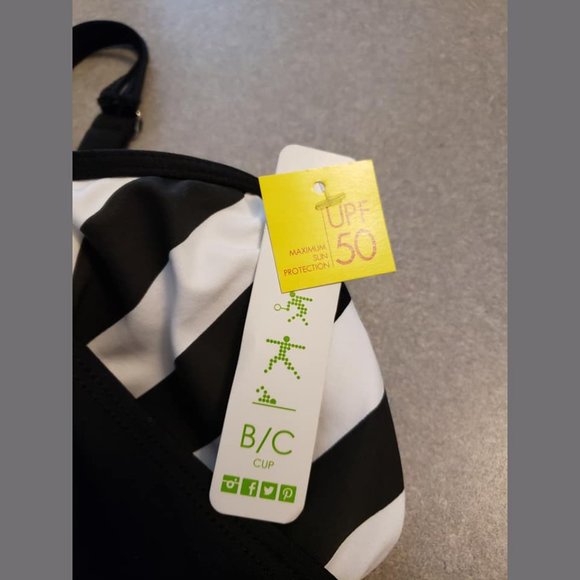 UPF
50
MAXIMUM
SUN
PROTECTION
B/C
CUP